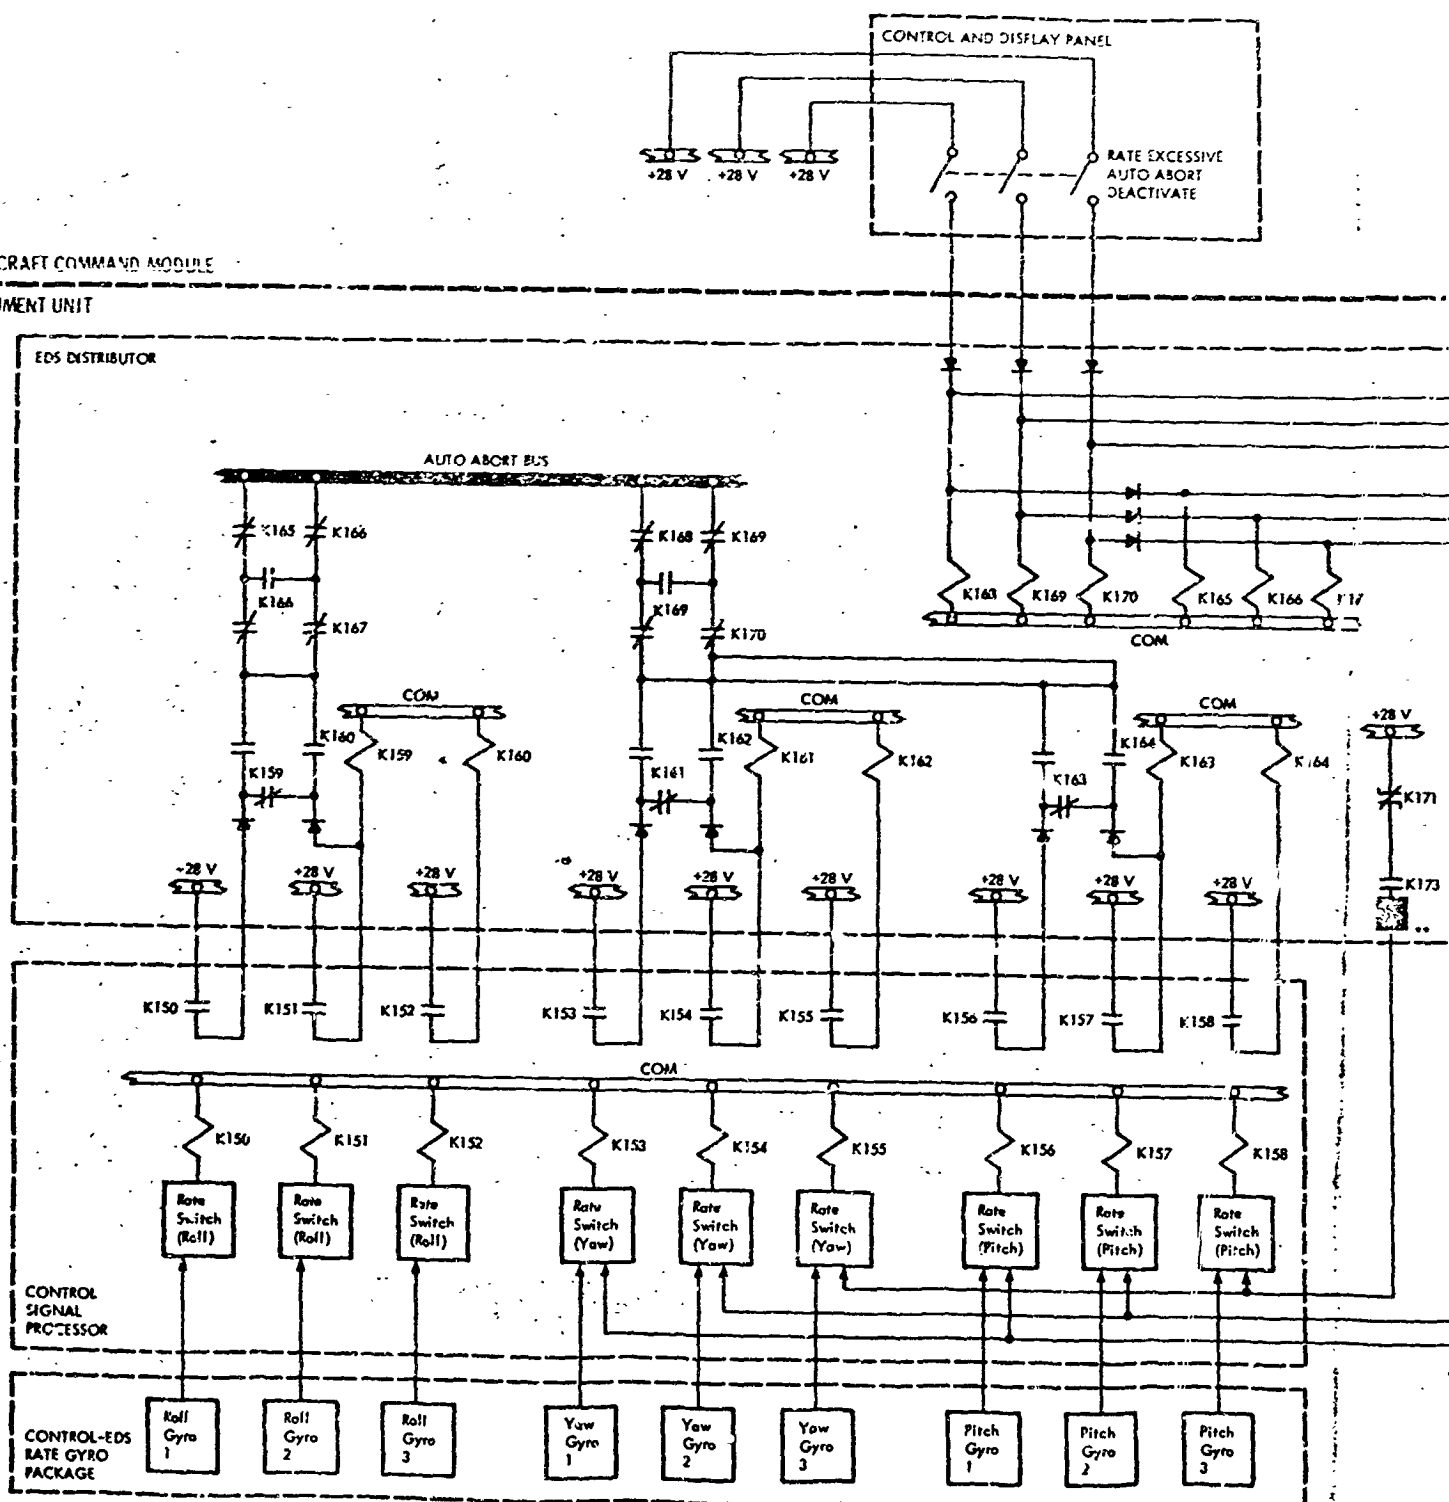 CONTROL AND DISPLAY PANEL
+28 V
+28 V
+28 V
RATE EXCESSIVE
AUTO ABORT
DEACTIVATE
CRAFT COMMAND MODULE
UMENT UNIT
EDS DISTRIBUTOR
AUTO ABORT BUS
K165
K166
K168
K169
K166
K167
K169
K170
K163
K169
K170
K165
K166
K17
COM
COM
COM
COM
+28 V
K160
K159
K160
K162
K161
K162
K164
K163
K164
K159
K161
K163
K171
K173
**
+28 V
+28 V
+28 V
+28 V
+28 V
+28 V
+28 V
+28 V
+28 V
K150
K151
K152
K153
K154
K155
K156
K157
K158
COM
K150
K151
K152
K153
K154
K155
K156
K157
K158
Rate
Switch
(Roll)
Rate
Switch
(Roll)
Rate
Switch
(Roll)
Rate
Switch
(Yaw)
Rate
Switch
(Yaw)
Rate
Switch
(Yaw)
Rate
Switch
(Pitch)
Rate
Switch
(Pitch)
Rate
Switch
(Pitch)
CONTROL
SIGNAL
PROCESSOR
CONTROL-EDS
RATE GYRO
PACKAGE
Roll
Gyro
1
Roll
Gyro
2
Roll
Gyro
3
Yaw
Gyro
1
Yaw
Gyro
2
Yaw
Gyro
3
Pitch
Gyro
1
Pitch
Gyro
2
Pitch
Gyro
3